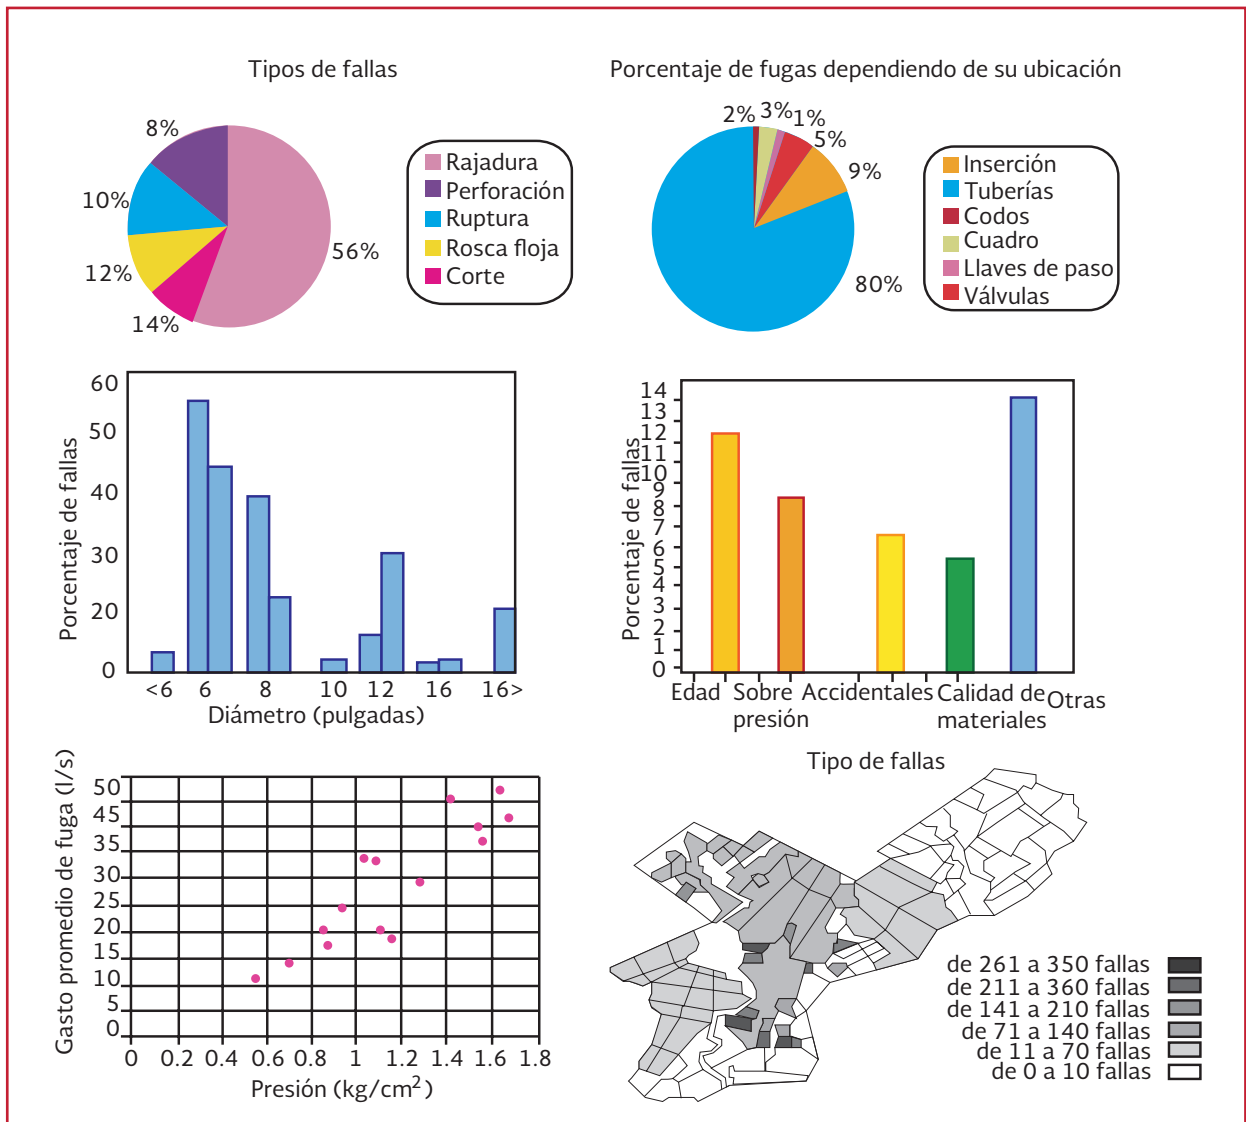 Tipos de fallas
8%
10%
12%
14%
56%
Rajadura
Perforación
Ruptura
Rosca floja
Corte
Porcentaje de fugas dependiendo de su ubicación
2%
3%
1%
5%
9%
80%
Inserción
Tuberías
Codos
Cuadro
Llaves de paso
Válvulas
Porcentaje de fallas
60
50
40
30
20
0
<6 6 8 10 12 16 16>
Diámetro (pulgadas)
Porcentaje de fallas
14
13
12
11
10
9
8
7
6
5
4
3
2
1
0
Edad
Sobre
presión
Accidentales
Calidad de
materiales
Otras
Gasto promedio de fuga (l/s)
50
45
35
30
25
20
15
10
5
0
0 0.2 0.4 0.6 0.8 1 1.2 1.4 1.6 1.8
Presión (kg/cm²)
Tipo de fallas
de 261 a 350 fallas
de 211 a 360 fallas
de 141 a 210 fallas
de 71 a 140 fallas
de 11 a 70 fallas
de 0 a 10 fallas